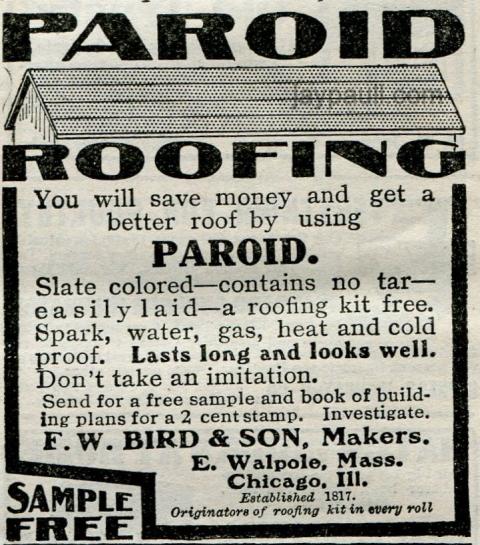 PAROID
jaypaull.com
ROOFING
You will save money and get a
better roof by using
PAROID.
Slate colored—contains no tar—
easily laid—a roofing kit free.
Spark, water, gas, heat and cold
proof. Lasts long and looks well.
Don't take an imitation.
Send for a free sample and book of build-
ing plans for a 2 cent stamp. Investigate.
F. W. BIRD & SON, Makers.
E. Walpole, Mass.
Chicago, Ill.
Established 1817.
Originators of roofing kit in every roll
SAMPLE
FREE